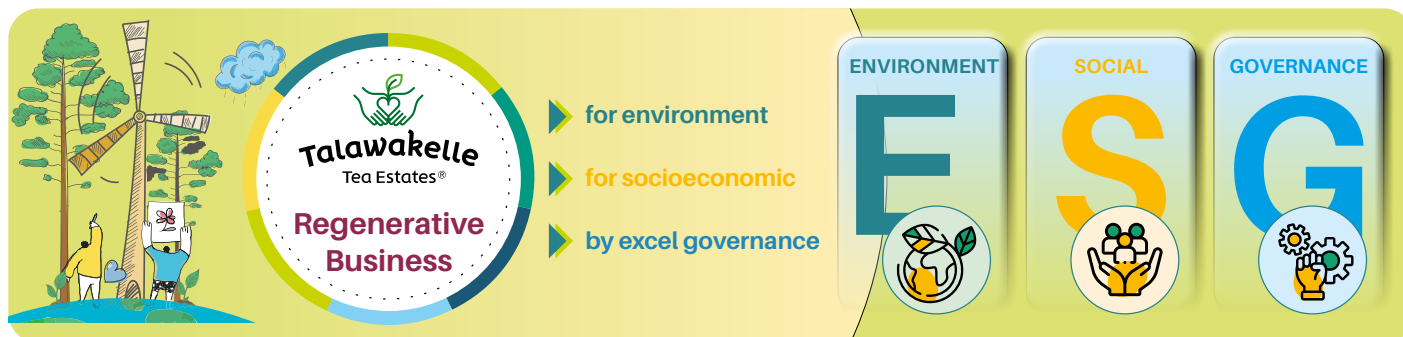 Talawakelle
Tea Estates®
Regenerative
Business
for environment
for socioeconomic
by excel governance
ENVIRONMENT
E
SOCIAL
S
GOVERNANCE
G